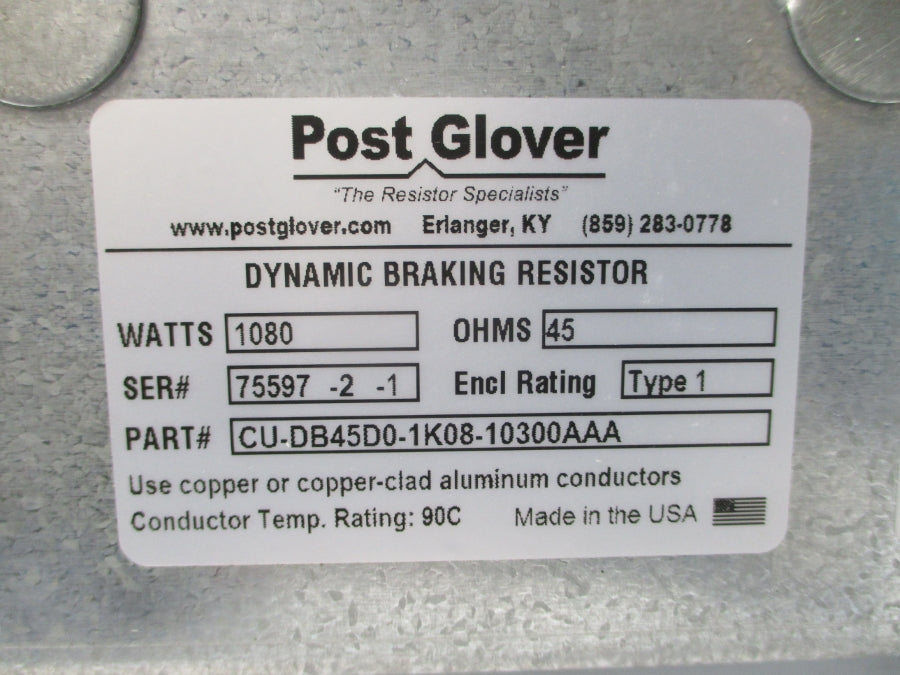 Post Glover
"The Resistor Specialists"
www.postglover.com Erlanger, KY (859) 283-0778
DYNAMIC BRAKING RESISTOR
WATTS 1080 OHMS 45
SER# 75597 -2 -1 Encl Rating Type 1
PART# CU-DB45D0-1K08-10300AAA
Use copper or copper-clad aluminum conductors
Conductor Temp. Rating: 90C Made in the USA